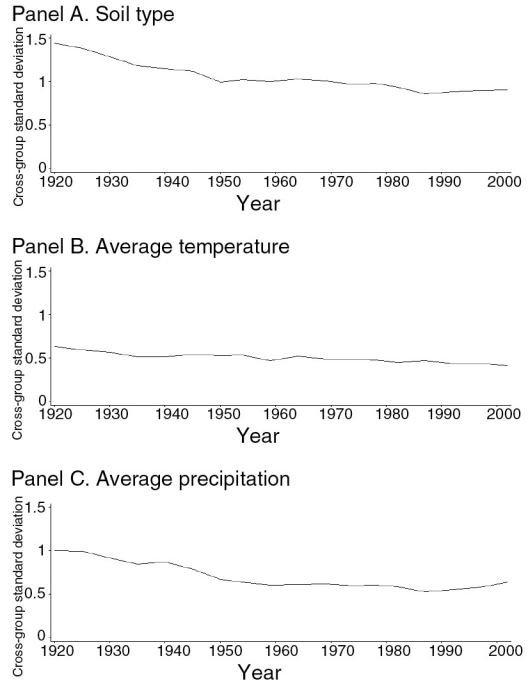 Panel A. Soil type
Cross-group standard deviation
1.5
1
0.5
0
1920 1930 1940 1950 1960 1970 1980 1990 2000
Year
Panel B. Average temperature
Cross-group standard deviation
1.5
1
0.5
0
1920 1930 1940 1950 1960 1970 1980 1990 2000
Year
Panel C. Average precipitation
Cross-group standard deviation
1.5
1
0.5
0
1920 1930 1940 1950 1960 1970 1980 1990 2000
Year